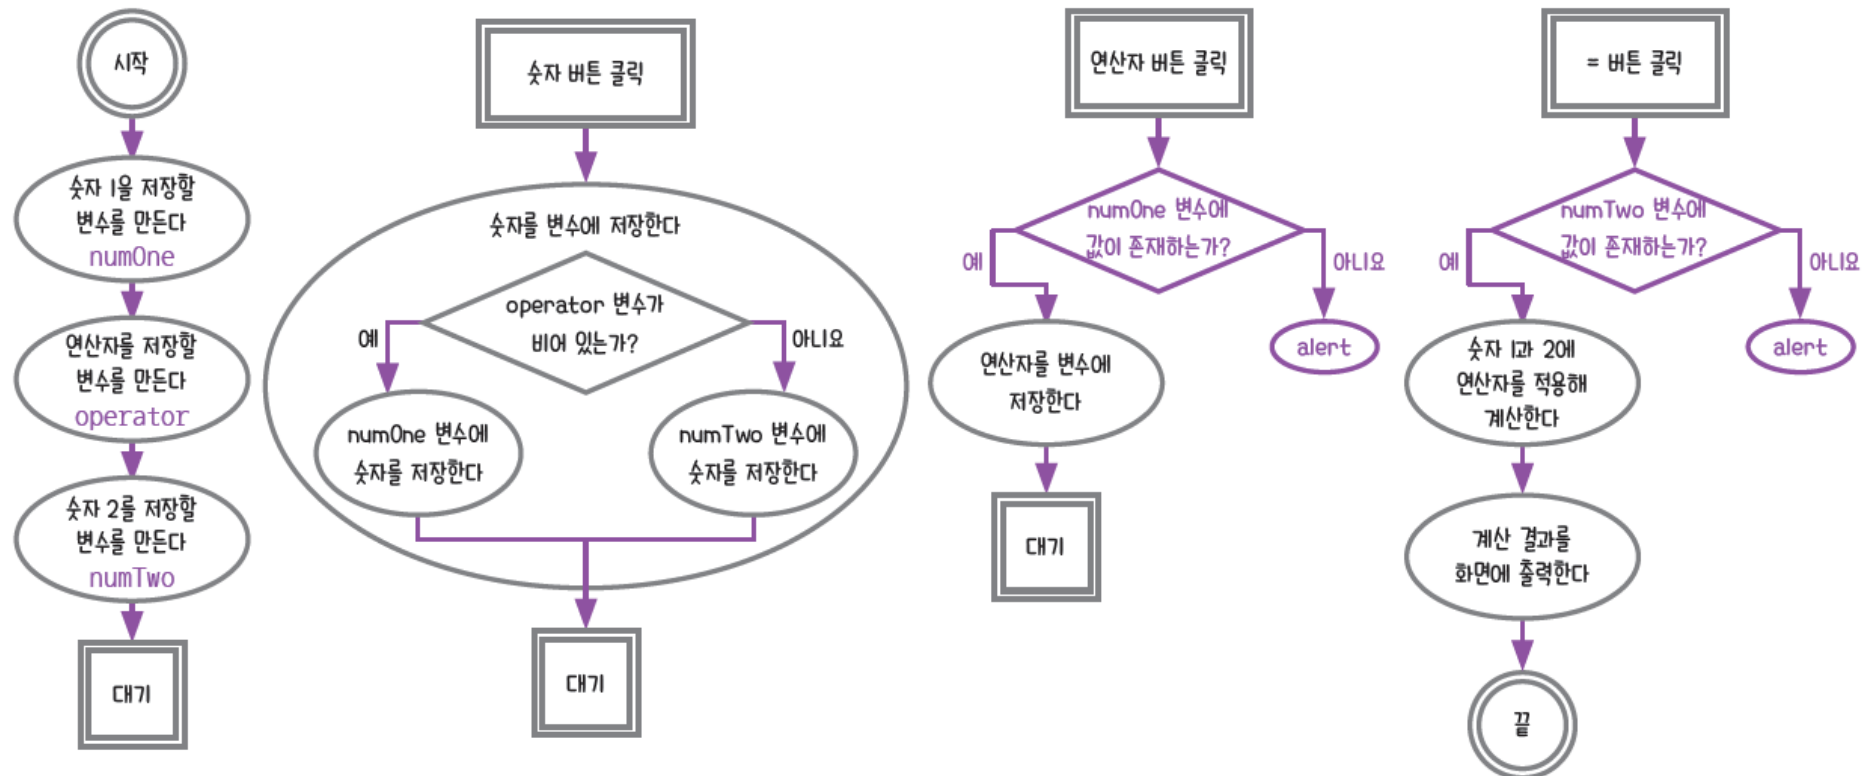 시작
숫자 1을 저장할
변수를 만든다
numOne
연산자를 저장할
변수를 만든다
operator
숫자 2를 저장할
변수를 만든다
numTwo
대기
숫자 버튼 클릭
숫자를 변수에 저장한다
operator 변수가
비어 있는가?
예
아니요
numOne 변수에
숫자를 저장한다
numTwo 변수에
숫자를 저장한다
대기
연산자 버튼 클릭
numOne 변수에
값이 존재하는가?
예
아니요
연산자를 변수에
저장한다
alert
대기
= 버튼 클릭
numTwo 변수에
값이 존재하는가?
예
아니요
숫자 1과 2에
연산자를 적용해
계산한다
alert
계산 결과를
화면에 출력한다
끝